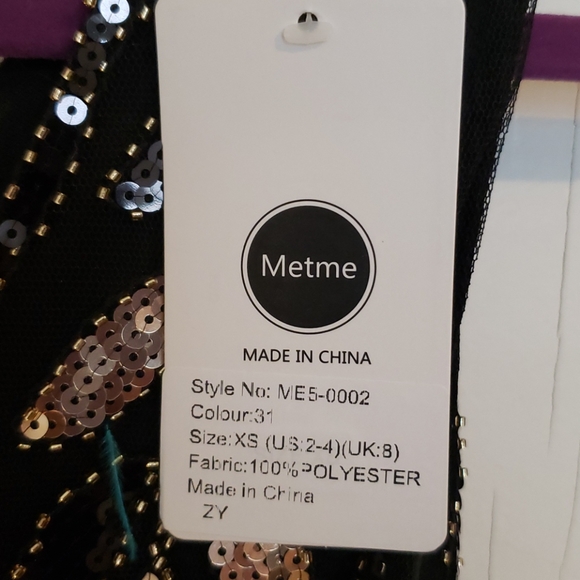 Metme
MADE IN CHINA
Style No: ME5-0002
Colour:31
Size:XS (US:2-4)(UK:8)
Fabric:100%POLYESTER
Made in China
ZY